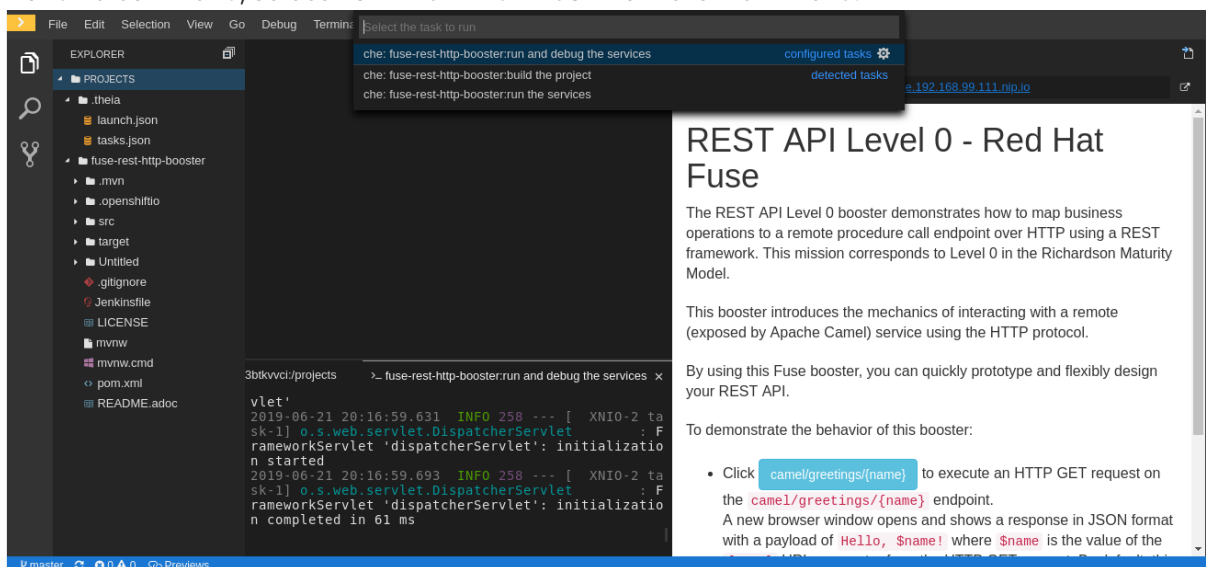 File Edit Selection View Go Debug Termina
Select the task to run
che: fuse-rest-http-booster:run and debug the services configured tasks
che: fuse-rest-http-booster:build the project detected tasks
che: fuse-rest-http-booster:run the services
EXPLORER
PROJECTS
.theia
launch.json
tasks.json
fuse-rest-http-booster
.mvn
.openshiftio
src
target
Untitled
.gitignore
Jenkinsfile
LICENSE
mvnw
mvnw.cmd
pom.xml
README.adoc
3btkvvci:/projects
>_ fuse-rest-http-booster:run and debug the services ×
vlet'
2019-06-21 20:16:59.631 INFO 258 --- [ XNIO-2 ta
sk-1] o.s.web.servlet.DispatcherServlet : F
rameworkServlet 'dispatcherServlet': initializatio
n started
2019-06-21 20:16:59.693 INFO 258 --- [ XNIO-2 ta
sk-1] o.s.web.servlet.DispatcherServlet : F
rameworkServlet 'dispatcherServlet': initializatio
n completed in 61 ms
e.192.168.99.111.nip.io
REST API Level 0 - Red Hat
Fuse
The REST API Level 0 booster demonstrates how to map business
operations to a remote procedure call endpoint over HTTP using a REST
framework. This mission corresponds to Level 0 in the Richardson Maturity
Model.
This booster introduces the mechanics of interacting with a remote
(exposed by Apache Camel) service using the HTTP protocol.
By using this Fuse booster, you can quickly prototype and flexibly design
your REST API.
To demonstrate the behavior of this booster:
• Click camel/greetings/{name} to execute an HTTP GET request on
the camel/greetings/{name} endpoint.
A new browser window opens and shows a response in JSON format
with a payload of Hello, $name! where $name is the value of the
master 0 0 Previews